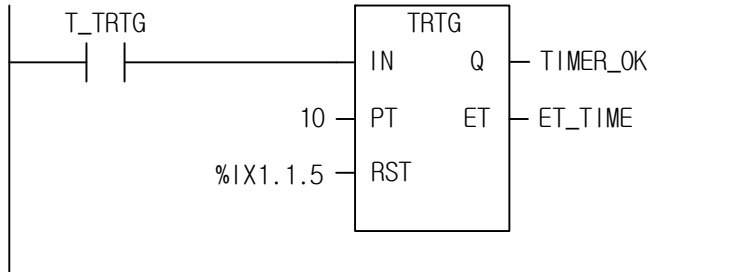 T_TRTG TRTG
IN Q TIMER_OK
10 PT ET ET_TIME
%IX1.1.5 RST